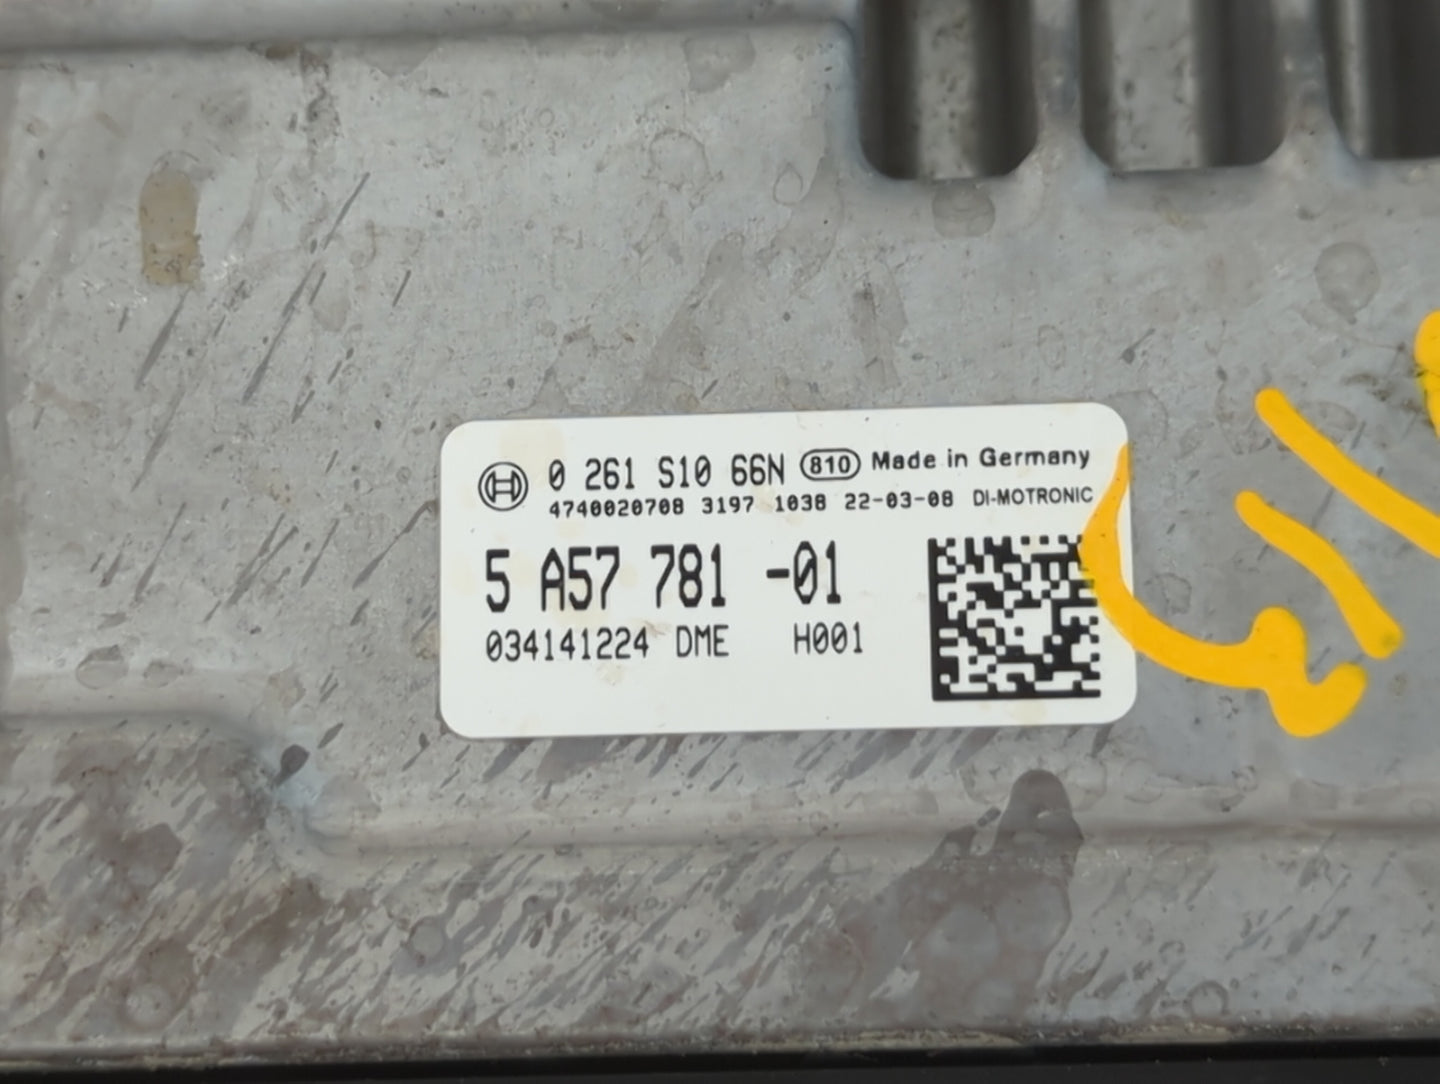 0 261 S10 66N 810 Made in Germany
4740020708 3197 1038 22-03-08 DI-MOTRONIC
5 A57 781 -01
034141224 DME H001